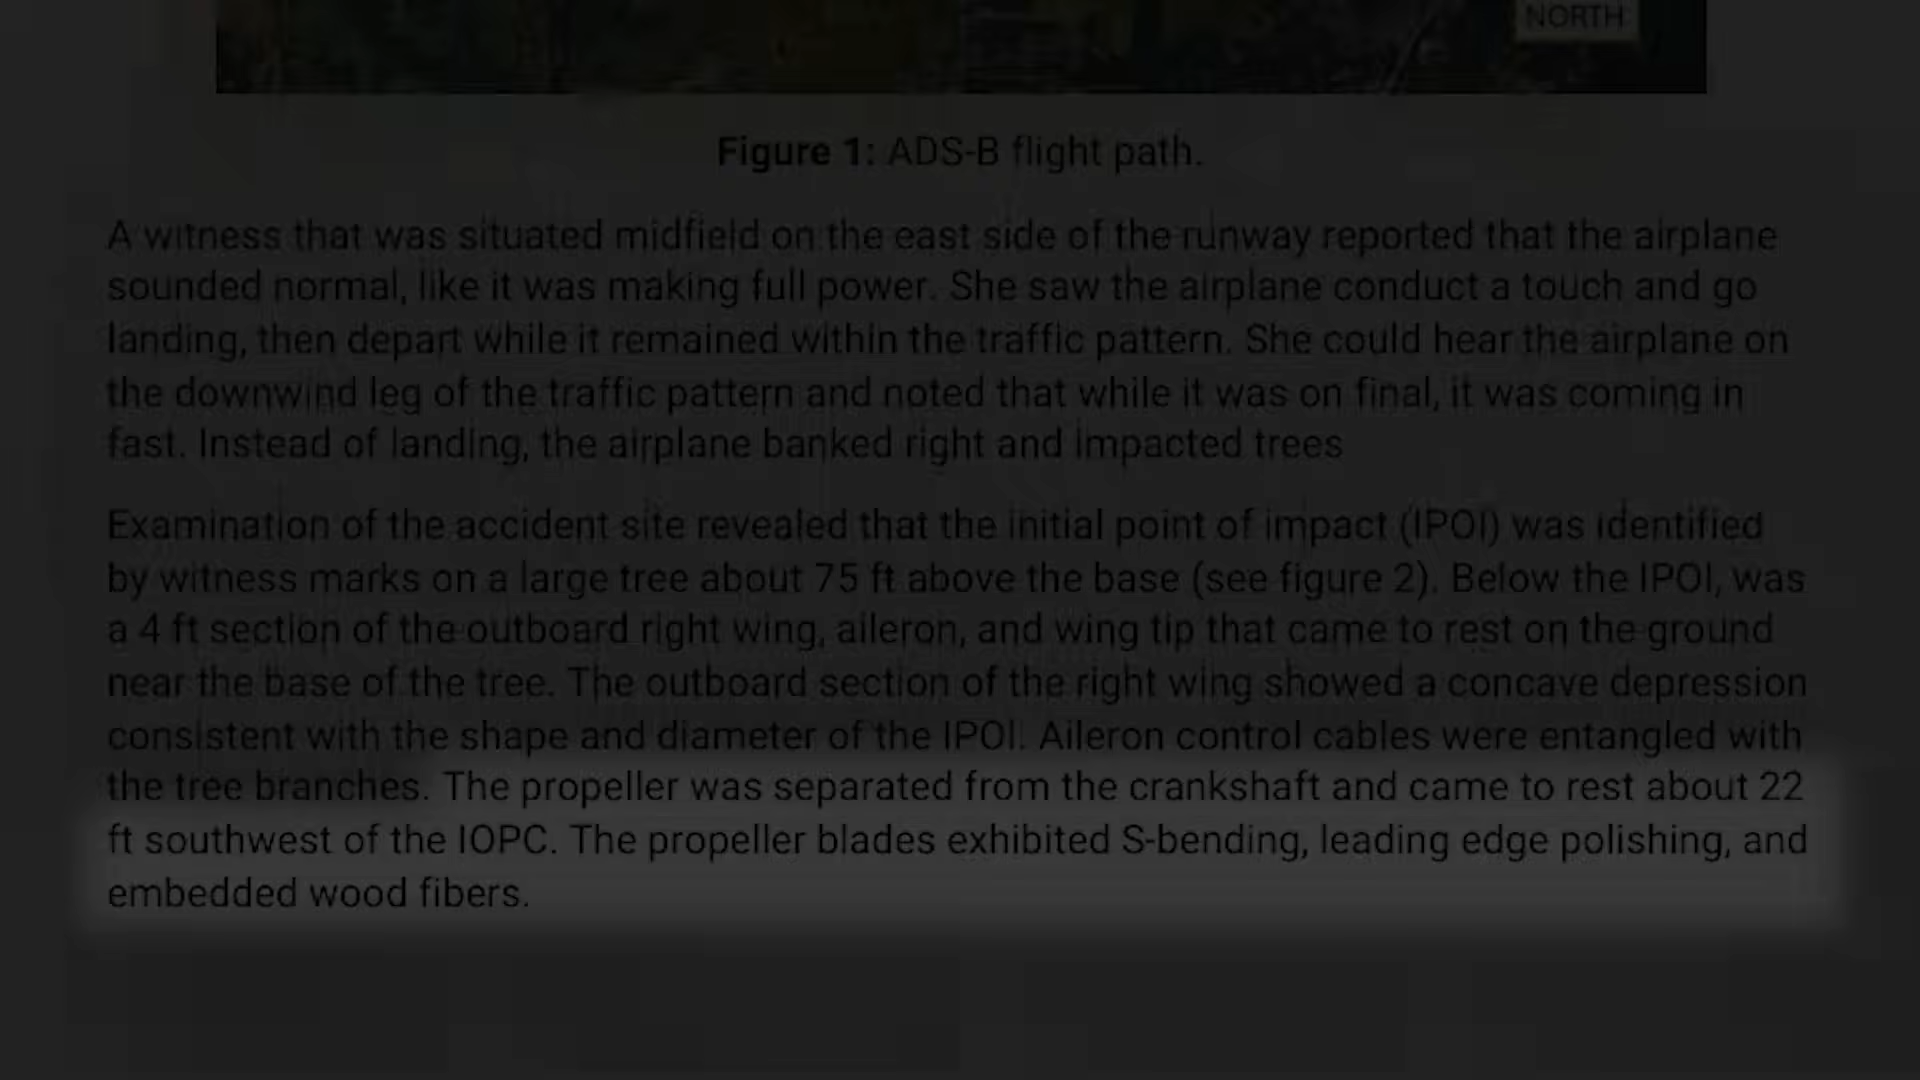 NORTH
Figure 1: ADS-B flight path.
A witness that was situated midfield on the east side of the runway reported that the airplane
sounded normal, like it was making full power. She saw the airplane conduct a touch and go
landing, then depart while it remained within the traffic pattern. She could hear the airplane on
the downwind leg of the traffic pattern and noted that while it was on final, it was coming in
fast. Instead of landing, the airplane banked right and impacted trees
Examination of the accident site revealed that the initial point of impact (IPOI) was identified
by witness marks on a large tree about 75 ft above the base (see figure 2). Below the IPOI, was
a 4 ft section of the outboard right wing, aileron, and wing tip that came to rest on the ground
near the base of the tree. The outboard section of the right wing showed a concave depression
consistent with the shape and diameter of the IPOI. Aileron control cables were entangled with
the tree branches. The propeller was separated from the crankshaft and came to rest about 22
ft southwest of the IOPC. The propeller blades exhibited S-bending, leading edge polishing, and
embedded wood fibers.